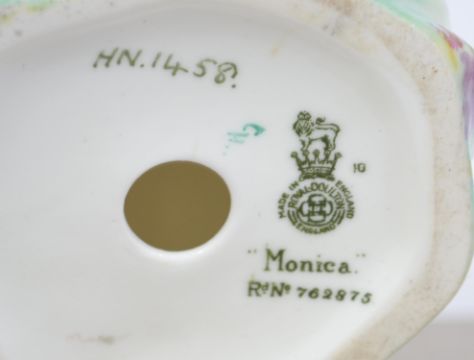 HN.1458.
10
MADE IN ENGLAND
ROYAL DOULTON
ENGLAND
"Monica."
Rd No 762875